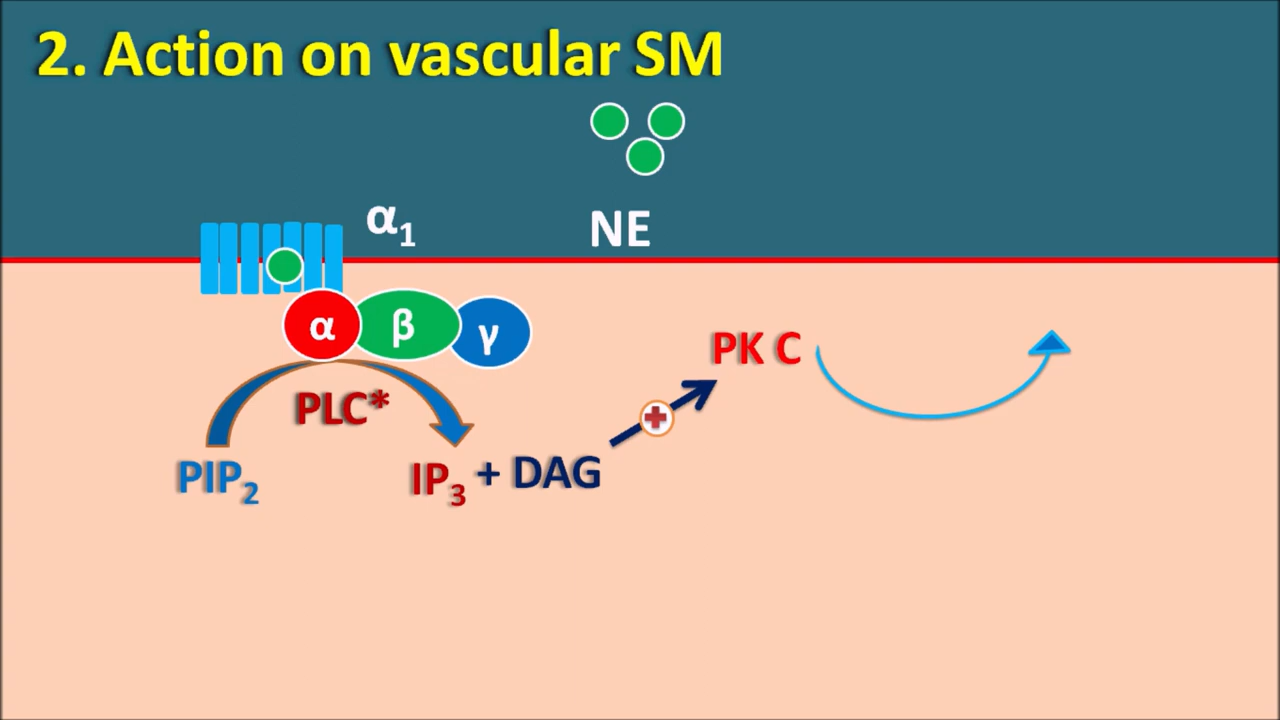 2. Action on vascular SM
α₁
NE
α β γ
PK C
PLC*
PIP₂ IP₃ + DAG